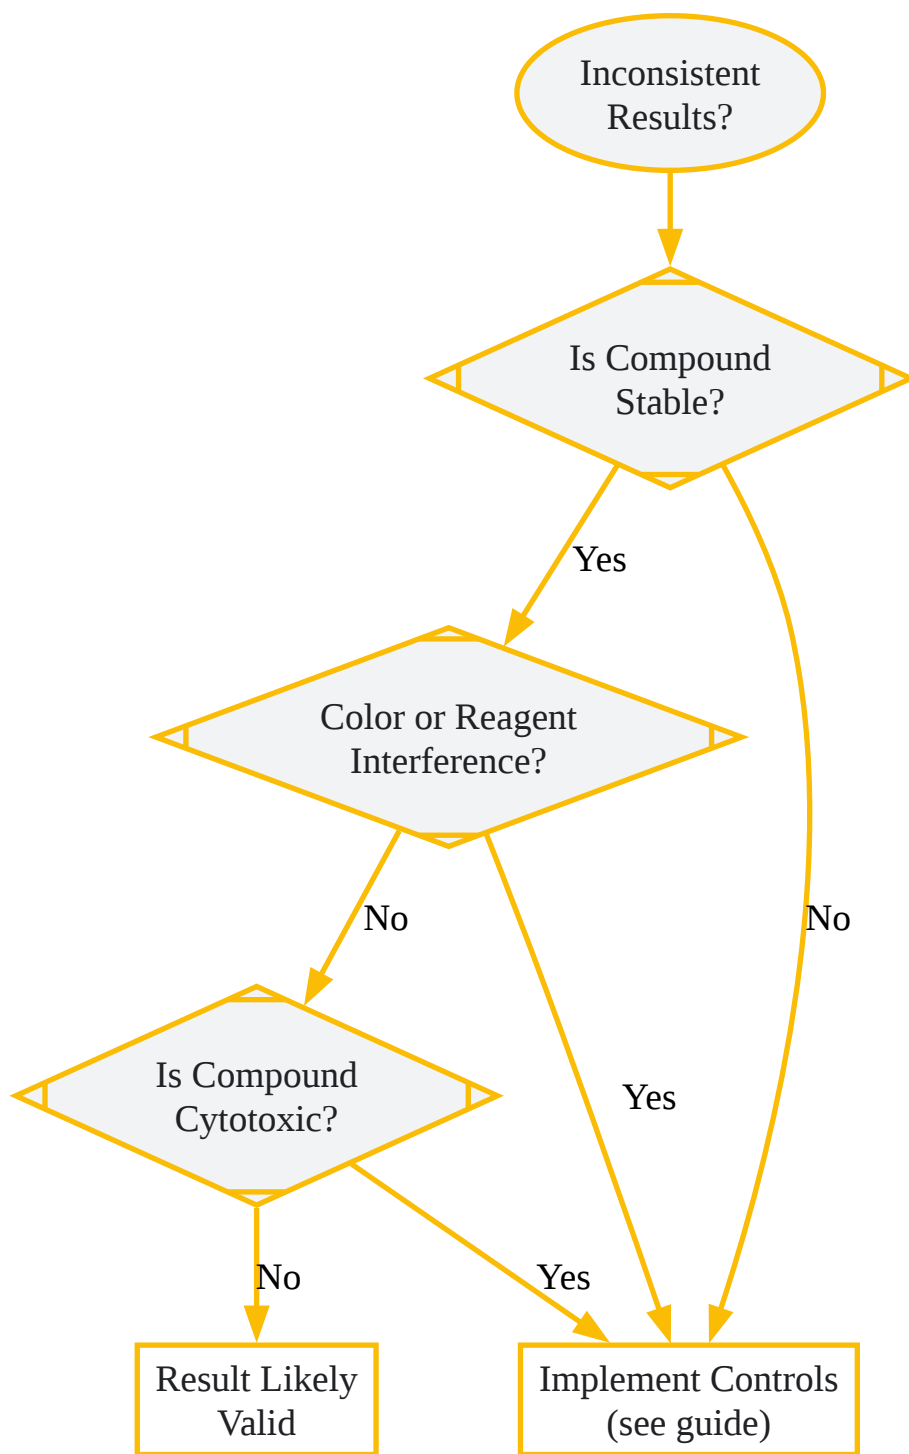 Inconsistent
Results?
Is Compound
Stable?
Yes
Color or Reagent
Interference?
No
No
Is Compound
Cytotoxic?
Yes
No
Yes
Result Likely
Valid
Implement Controls
(see guide)